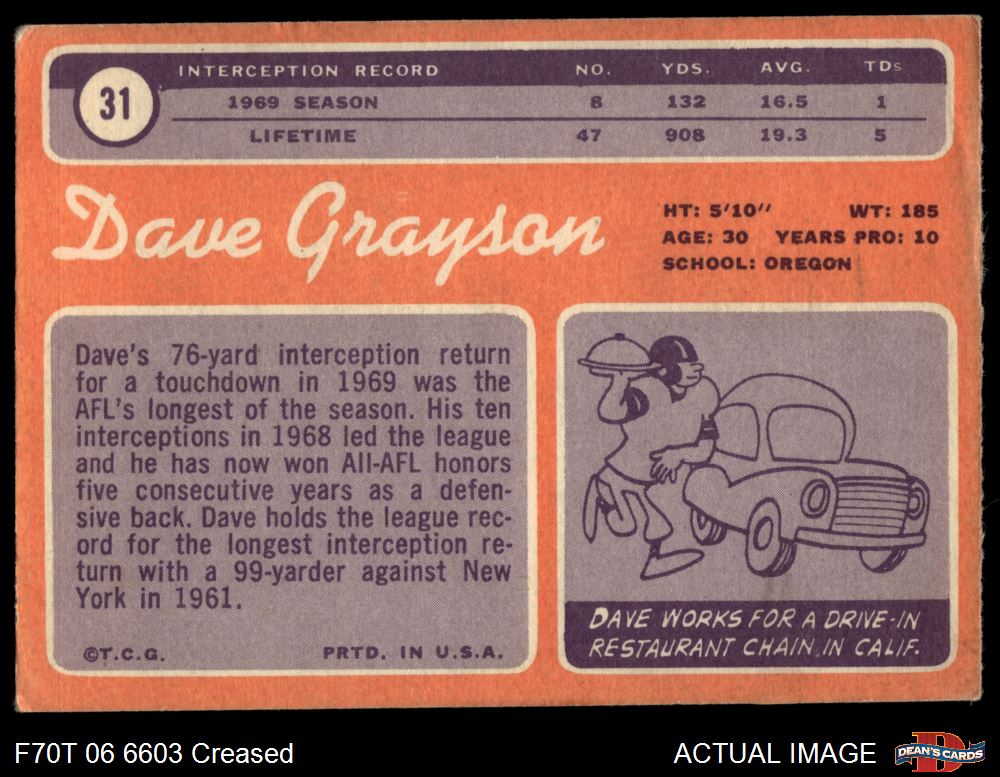 31
INTERCEPTION RECORD NO. YDS. AVG. TDs
1969 SEASON 8 132 16.5 1
LIFETIME 47 908 19.3 5
Dave Grayson
HT: 5'10" WT: 185
AGE: 30 YEARS PRO: 10
SCHOOL: OREGON
Dave's 76-yard interception return
for a touchdown in 1969 was the
AFL's longest of the season. His ten
interceptions in 1968 led the league
and he has now won All-AFL honors
five consecutive years as a defen-
sive back. Dave holds the league rec-
ord for the longest interception re-
turn with a 99-yarder against New
York in 1961.
©T.C.G. PRTD. IN U.S.A.
DAVE WORKS FOR A DRIVE-IN
RESTAURANT CHAIN IN CALIF.
F70T 06 6603 Creased
ACTUAL IMAGE
DEAN'S CARDS